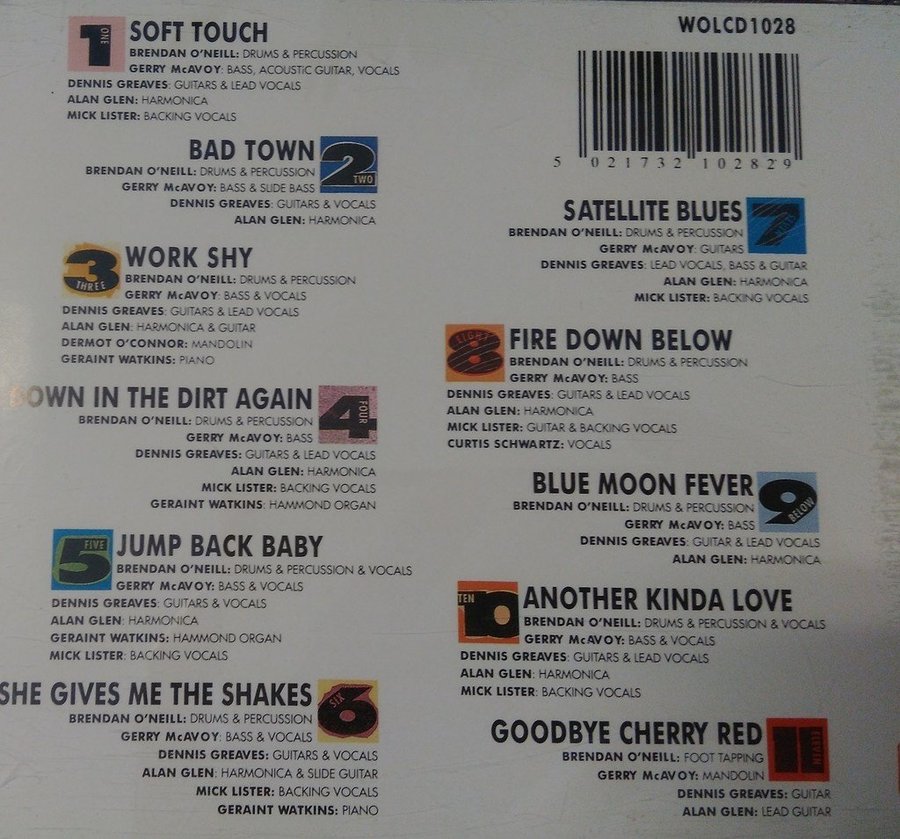 1 ONE SOFT TOUCH
BRENDAN O'NEILL: DRUMS & PERCUSSION
GERRY McAVOY: BASS, ACOUSTIC GUITAR, VOCALS
DENNIS GREAVES: GUITARS & LEAD VOCALS
ALAN GLEN: HARMONICA
MICK LISTER: BACKING VOCALS
BAD TOWN 2 TWO
BRENDAN O'NEILL: DRUMS & PERCUSSION
GERRY McAVOY: BASS & SLIDE BASS
DENNIS GREAVES: GUITARS & VOCALS
ALAN GLEN: HARMONICA
3 THREE WORK SHY
BRENDAN O'NEILL: DRUMS & PERCUSSION
GERRY McAVOY: BASS & VOCALS
DENNIS GREAVES: GUITARS & LEAD VOCALS
ALAN GLEN: HARMONICA & GUITAR
DERMOT O'CONNOR: MANDOLIN
GERAINT WATKINS: PIANO
DOWN IN THE DIRT AGAIN 4 FOUR
BRENDAN O'NEILL: DRUMS & PERCUSSION
GERRY McAVOY: BASS
DENNIS GREAVES: GUITARS & LEAD VOCALS
ALAN GLEN: HARMONICA
MICK LISTER: BACKING VOCALS
GERAINT WATKINS: HAMMOND ORGAN
5 FIVE JUMP BACK BABY
BRENDAN O'NEILL: DRUMS & PERCUSSION & VOCALS
GERRY McAVOY: BASS & VOCALS
DENNIS GREAVES: GUITARS & VOCALS
ALAN GLEN: HARMONICA
GERAINT WATKINS: HAMMOND ORGAN
MICK LISTER: BACKING VOCALS
SHE GIVES ME THE SHAKES 6 SIX
BRENDAN O'NEILL: DRUMS & PERCUSSION
GERRY McAVOY: BASS & VOCALS
DENNIS GREAVES: GUITARS & VOCALS
ALAN GLEN: HARMONICA & SLIDE GUITAR
MICK LISTER: BACKING VOCALS
GERAINT WATKINS: PIANO
WOLCD1028
5 021732 102829
SATELLITE BLUES 7
BRENDAN O'NEILL: DRUMS & PERCUSSION
GERRY McAVOY: GUITARS
DENNIS GREAVES: LEAD VOCALS, BASS & GUITAR
ALAN GLEN: HARMONICA
MICK LISTER: BACKING VOCALS
8 EIGHT FIRE DOWN BELOW
BRENDAN O'NEILL: DRUMS & PERCUSSION
GERRY McAVOY: BASS
DENNIS GREAVES: GUITARS & LEAD VOCALS
ALAN GLEN: HARMONICA
MICK LISTER: GUITAR & BACKING VOCALS
CURTIS SCHWARTZ: VOCALS
BLUE MOON FEVER 9 BELOW
BRENDAN O'NEILL: DRUMS & PERCUSSION
GERRY McAVOY: BASS
DENNIS GREAVES: GUITAR & LEAD VOCALS
ALAN GLEN: HARMONICA
TEN 10 ANOTHER KINDA LOVE
BRENDAN O'NEILL: DRUMS & PERCUSSION & VOCALS
GERRY McAVOY: BASS & VOCALS
DENNIS GREAVES: GUITARS & LEAD VOCALS
ALAN GLEN: HARMONICA
MICK LISTER: BACKING VOCALS
GOODBYE CHERRY RED 11 ELEVEN
BRENDAN O'NEILL: FOOT TAPPING
GERRY McAVOY: MANDOLIN
DENNIS GREAVES: GUITAR
ALAN GLEN: LEAD GUITAR